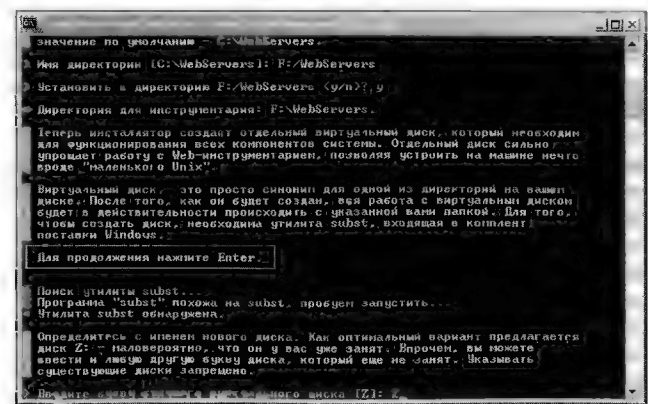 значение по умолчанию - C:\WebServers.
> Имя директории [C:\WebServers]: F:/WebServers
> Установить в директорию F:/WebServers (y/n)? y
> Директория для инструментария: F:\WebServers.
Теперь инсталлятор создаст отдельный виртуальный диск, который необходим
для функционирования всех компонентов системы. Отдельный диск сильно
упрощает работу с Web-инструментарием, позволяя устроить на машине нечто
вроде "маленького Unix".
Виртуальный диск - это просто синоним для одной из директорий на вашем
диске. После того, как он будет создан, вся работа с виртуальным диском
будет в действительности происходить с указанной вами папкой. Для того,
чтобы создать диск, необходима утилита subst, входящая в комплект
поставки Windows.
Для продолжения нажмите Enter.
Поиск утилиты subst...
Программа "subst" похожа на subst, пробуем запустить...
Утилита subst обнаружена.
Определитесь с именем нового диска. Как оптимальный вариант предлагается
диск Z: - маловероятно, что он у вас уже занят. Впрочем, вы можете
ввести и любую другую букву диска, который еще не занят. Указывать
существующие диски запрещено.
> Введите букву диска [Z]: Z